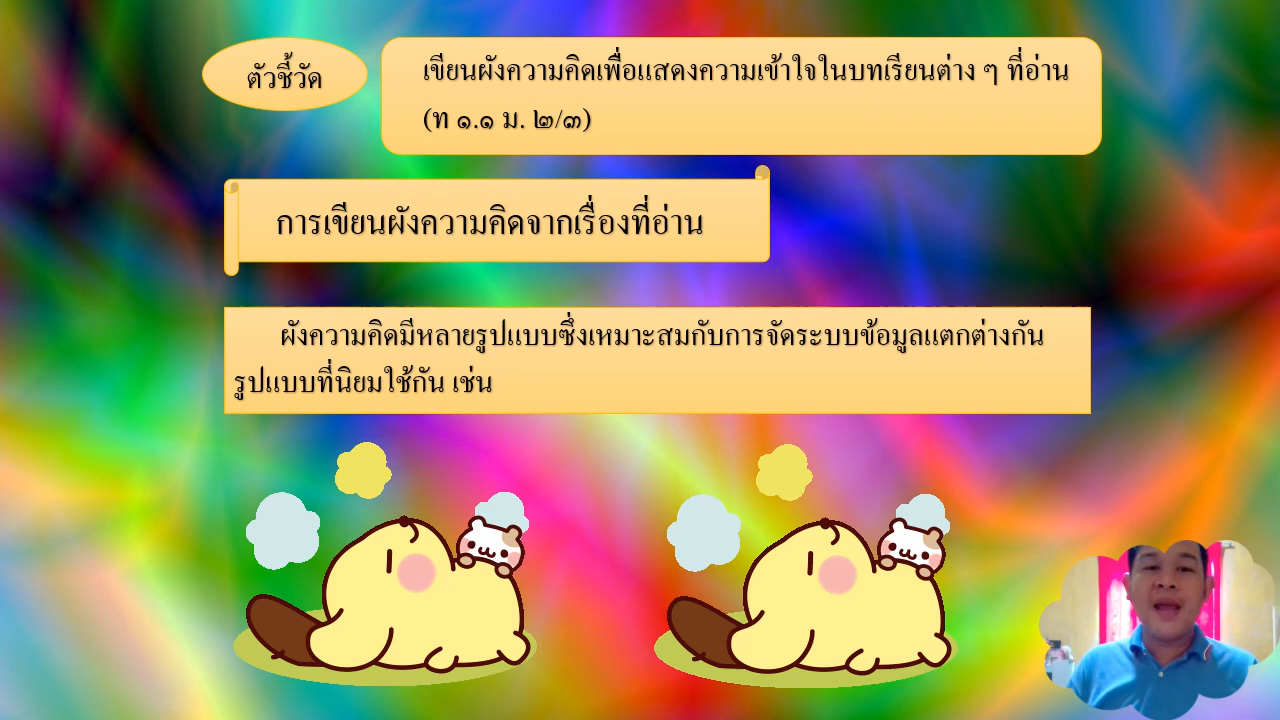 ตัวชี้วัด
เขียนผังความคิดเพื่อแสดงความเข้าใจในบทเรียนต่าง ๆ ที่อ่าน
(ท ๑.๑ ม. ๒/๓)
การเขียนผังความคิดจากเรื่องที่อ่าน
ผังความคิดมีหลายรูปแบบซึ่งเหมาะสมกับการจัดระบบข้อมูลแตกต่างกัน
รูปแบบที่นิยมใช้กัน เช่น